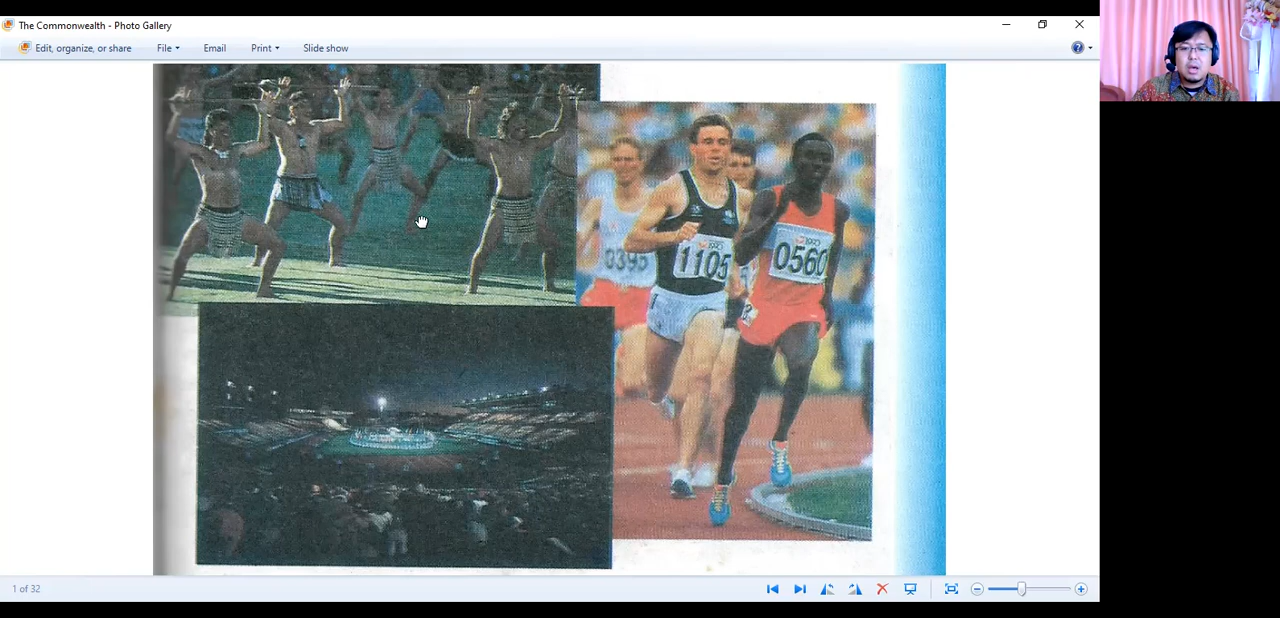 The Commonwealth - Photo Gallery
Edit, organize, or share File Email Print Slide show
0395
1990
1105
0560
1 of 32